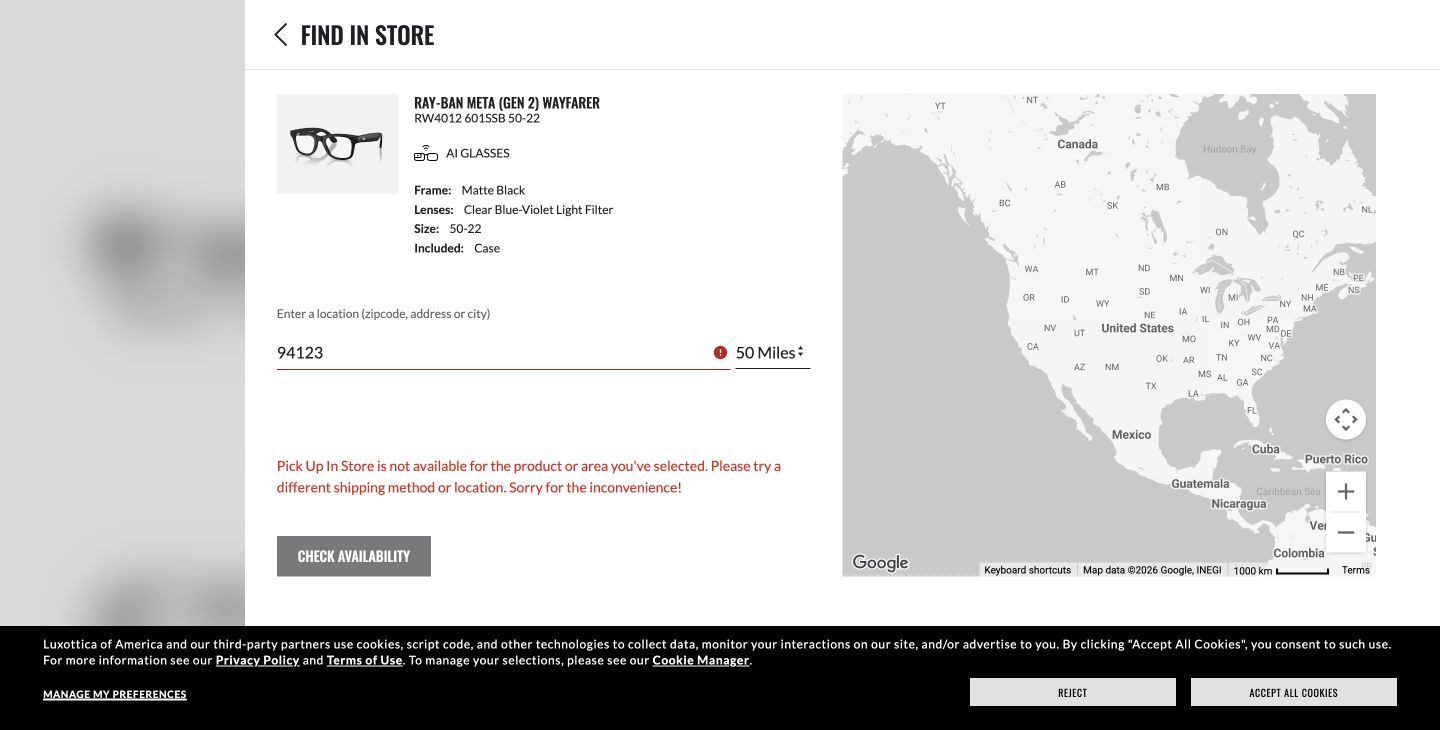 FIND IN STORE
RAY-BAN META (GEN 2) WAYFARER
RW4012 601SSB 50-22
AI GLASSES
Frame: Matte Black
Lenses: Clear Blue-Violet Light Filter
Size: 50-22
Included: Case
Enter a location (zipcode, address or city)
94123
50 Miles
Pick Up In Store is not available for the product or area you've selected. Please try a
different shipping method or location. Sorry for the inconvenience!
CHECK AVAILABILITY
YT
NT
Canada
Hudson Bay
AB
MB
BC
SK
NL
ON
QC
WA
MT
ND
MN
NB
PE
OR
ID
WY
SD
WI
MI
ME
NS
NY
NH
MA
NV
UT
NE
IA
IL
IN
OH
PA
MD
DE
United States
CA
MO
KY
WV
VA
AZ
NM
OK
AR
TN
NC
TX
MS
AL
GA
SC
LA
FL
Mexico
Cuba
Puerto Rico
Guatemala
Caribbean Sea
Nicaragua
Colombia
Google
Keyboard shortcuts
Map data ©2026 Google, INEGI
1000 km
Terms
Luxottica of America and our third-party partners use cookies, script code, and other technologies to collect data, monitor your interactions on our site, and/or advertise to you. By clicking "Accept All Cookies", you consent to such use.
For more information see our Privacy Policy and Terms of Use. To manage your selections, please see our Cookie Manager.
MANAGE MY PREFERENCES
REJECT
ACCEPT ALL COOKIES